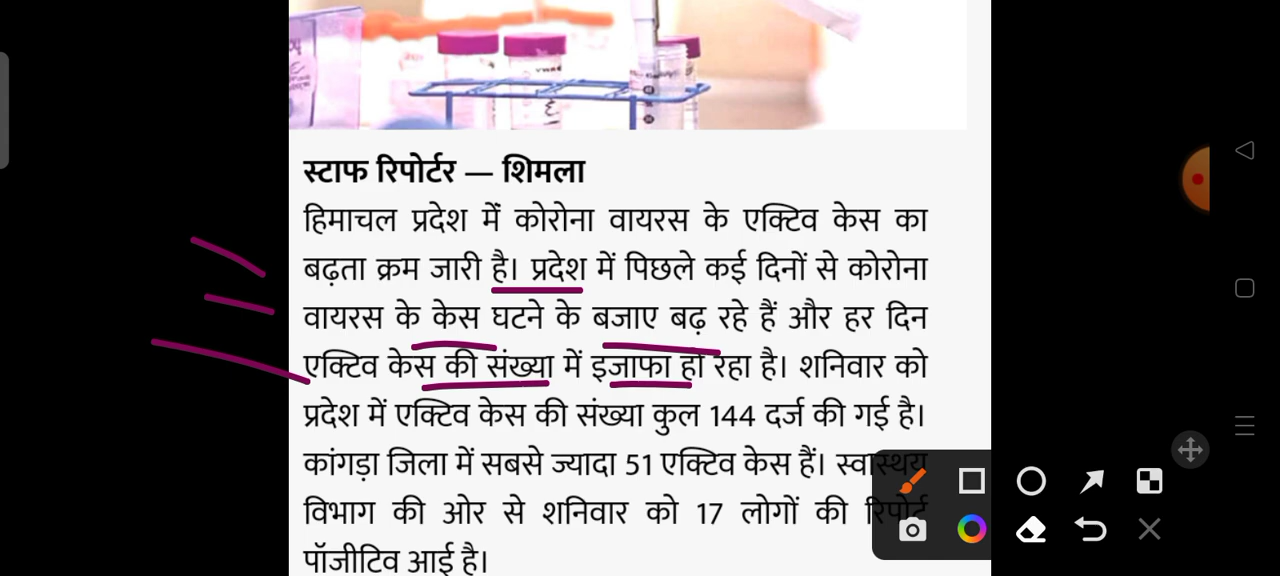 स्टाफ रिपोर्टर — शिमला
हिमाचल प्रदेश में कोरोना वायरस के एक्टिव केस का
बढ़ता क्रम जारी है। प्रदेश में पिछले कई दिनों से कोरोना
वायरस के केस घटने के बजाए बढ़ रहे हैं और हर दिन
एक्टिव केस की संख्या में इजाफा हो रहा है। शनिवार को
प्रदेश में एक्टिव केस की संख्या कुल 144 दर्ज की गई है।
कांगड़ा जिला में सबसे ज्यादा 51 एक्टिव केस हैं। स्वास्थय
विभाग की ओर से शनिवार को 17 लोगों की रिपोर्ट
पॉजीटिव आई है।